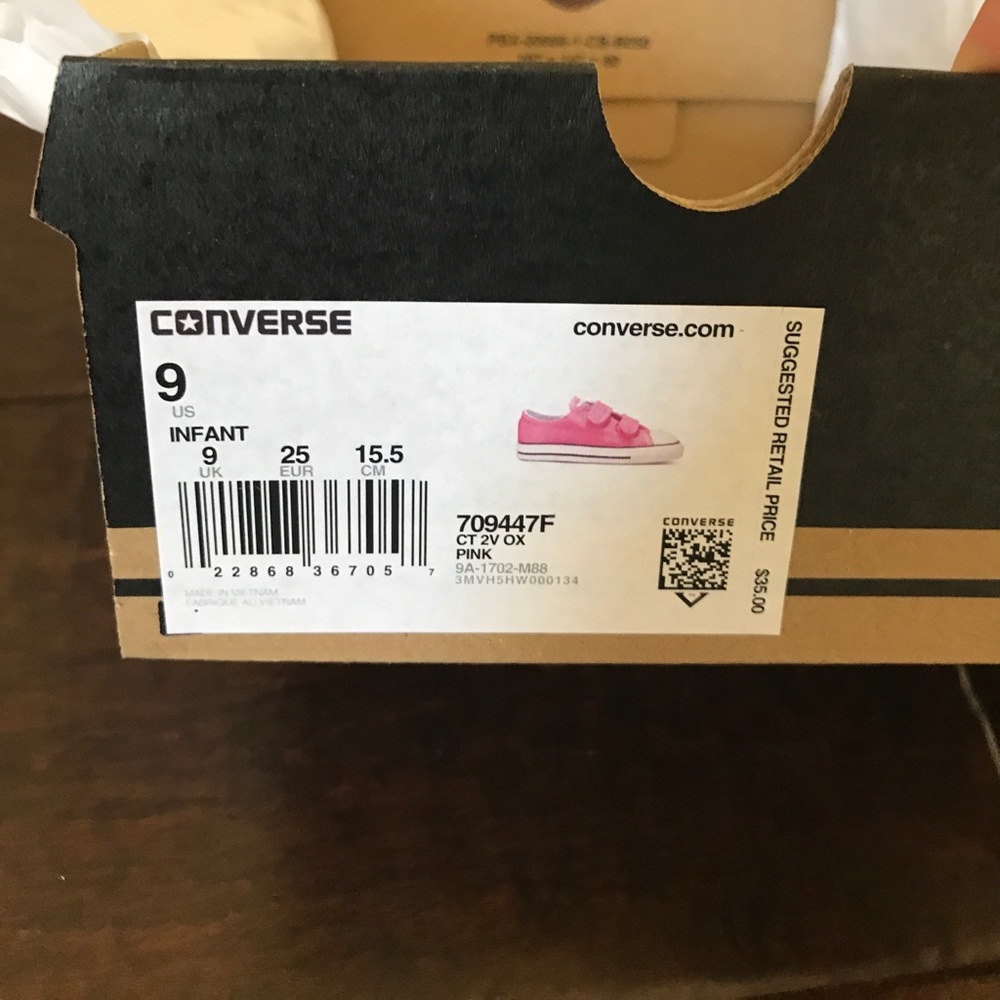 CONVERSE
converse.com
9
US
INFANT
9 25 15.5
UK EUR CM
0 22868 36705 7
MADE IN VIETNAM
FABRIQUE AU VIETNAM
709447F
CT 2V OX
PINK
9A-1702-M88
3MVH5HW000134
CONVERSE
SUGGESTED RETAIL PRICE $35.00